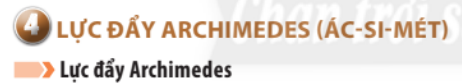 4 LỰC ĐẨY ARCHIMEDES (ÁC-SI-MÉT)
Lực đẩy Archimedes